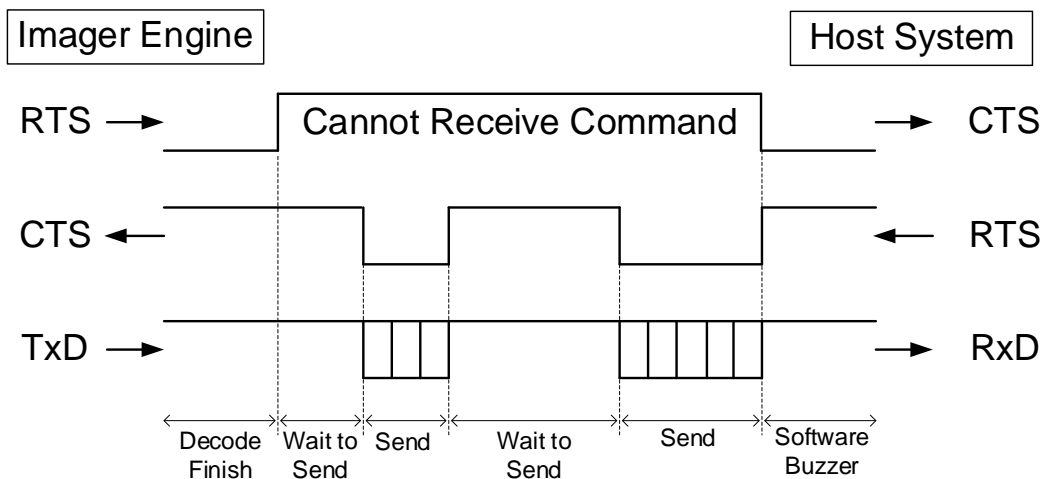 Imager Engine
Host System
RTS
Cannot Receive Command
CTS
CTS
RTS
TxD
RxD
Decode
Finish
Wait to
Send
Send
Wait to
Send
Send
Software
Buzzer